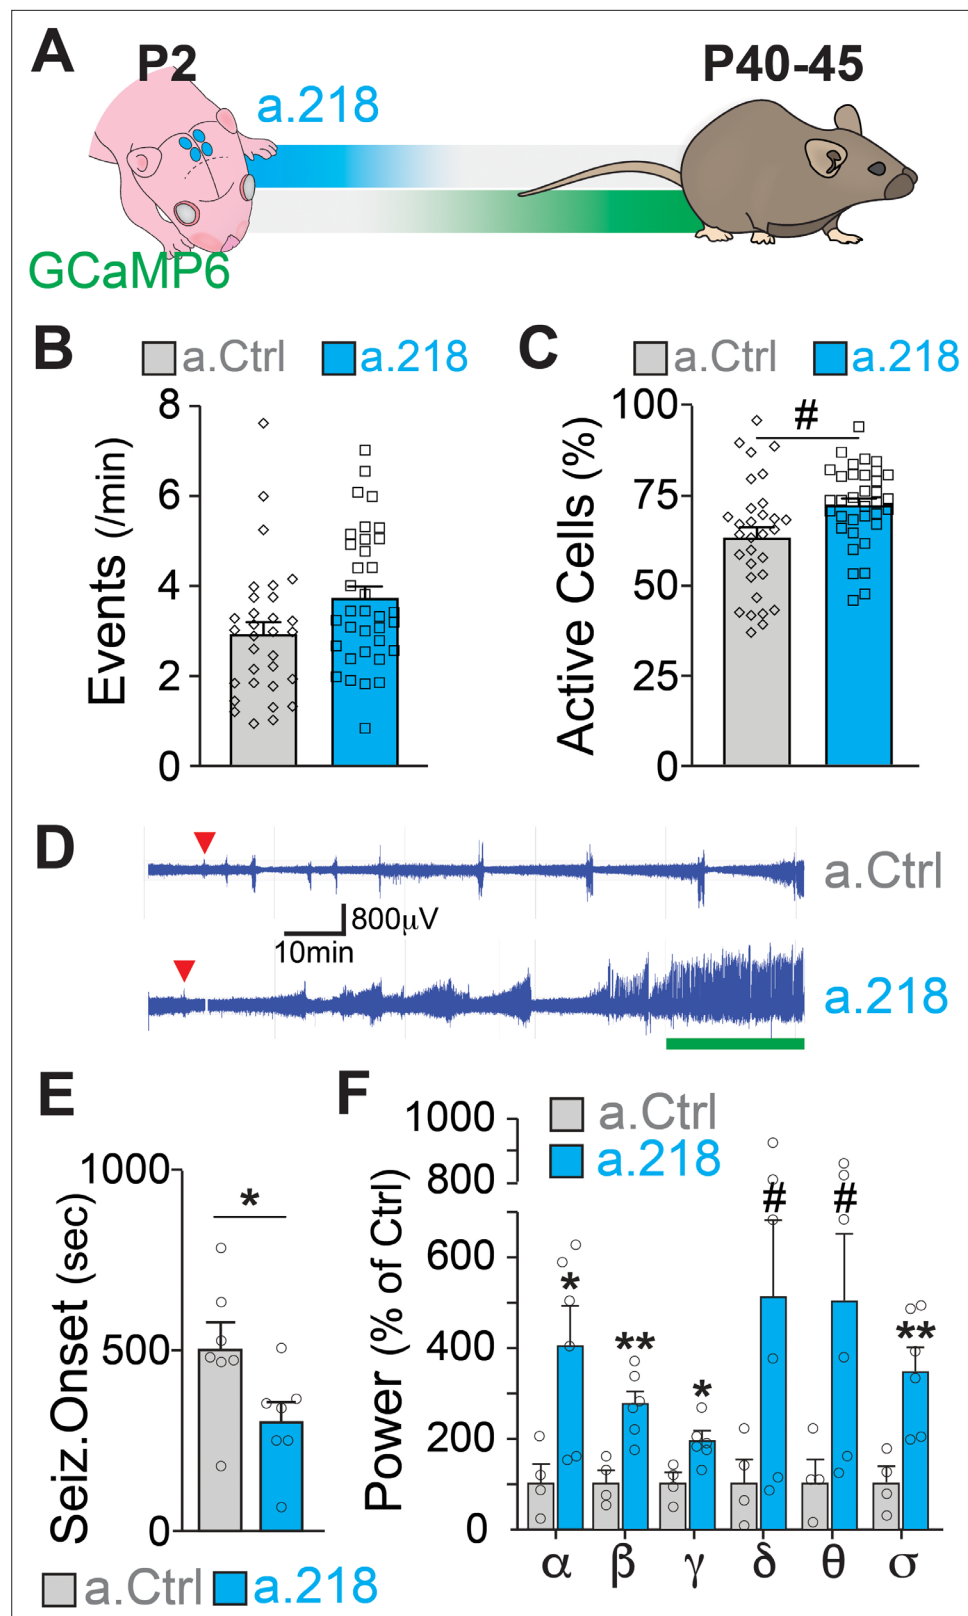 A
P2
P40-45
a.218
GCaMP6
B
a.Ctrl
a.218
Events (/min)
8
6
4
2
0
C
a.Ctrl
a.218
Active Cells (%)
100
75
50
25
0
#
D
a.Ctrl
800μV
10min
a.218
E
Seiz.Onset (sec)
1000
500
0
*
a.Ctrl
a.218
F
a.Ctrl
a.218
Power (% of Ctrl)
1000
800
600
400
200
0
*
**
*
#
#
**
α
β
γ
δ
θ
σ